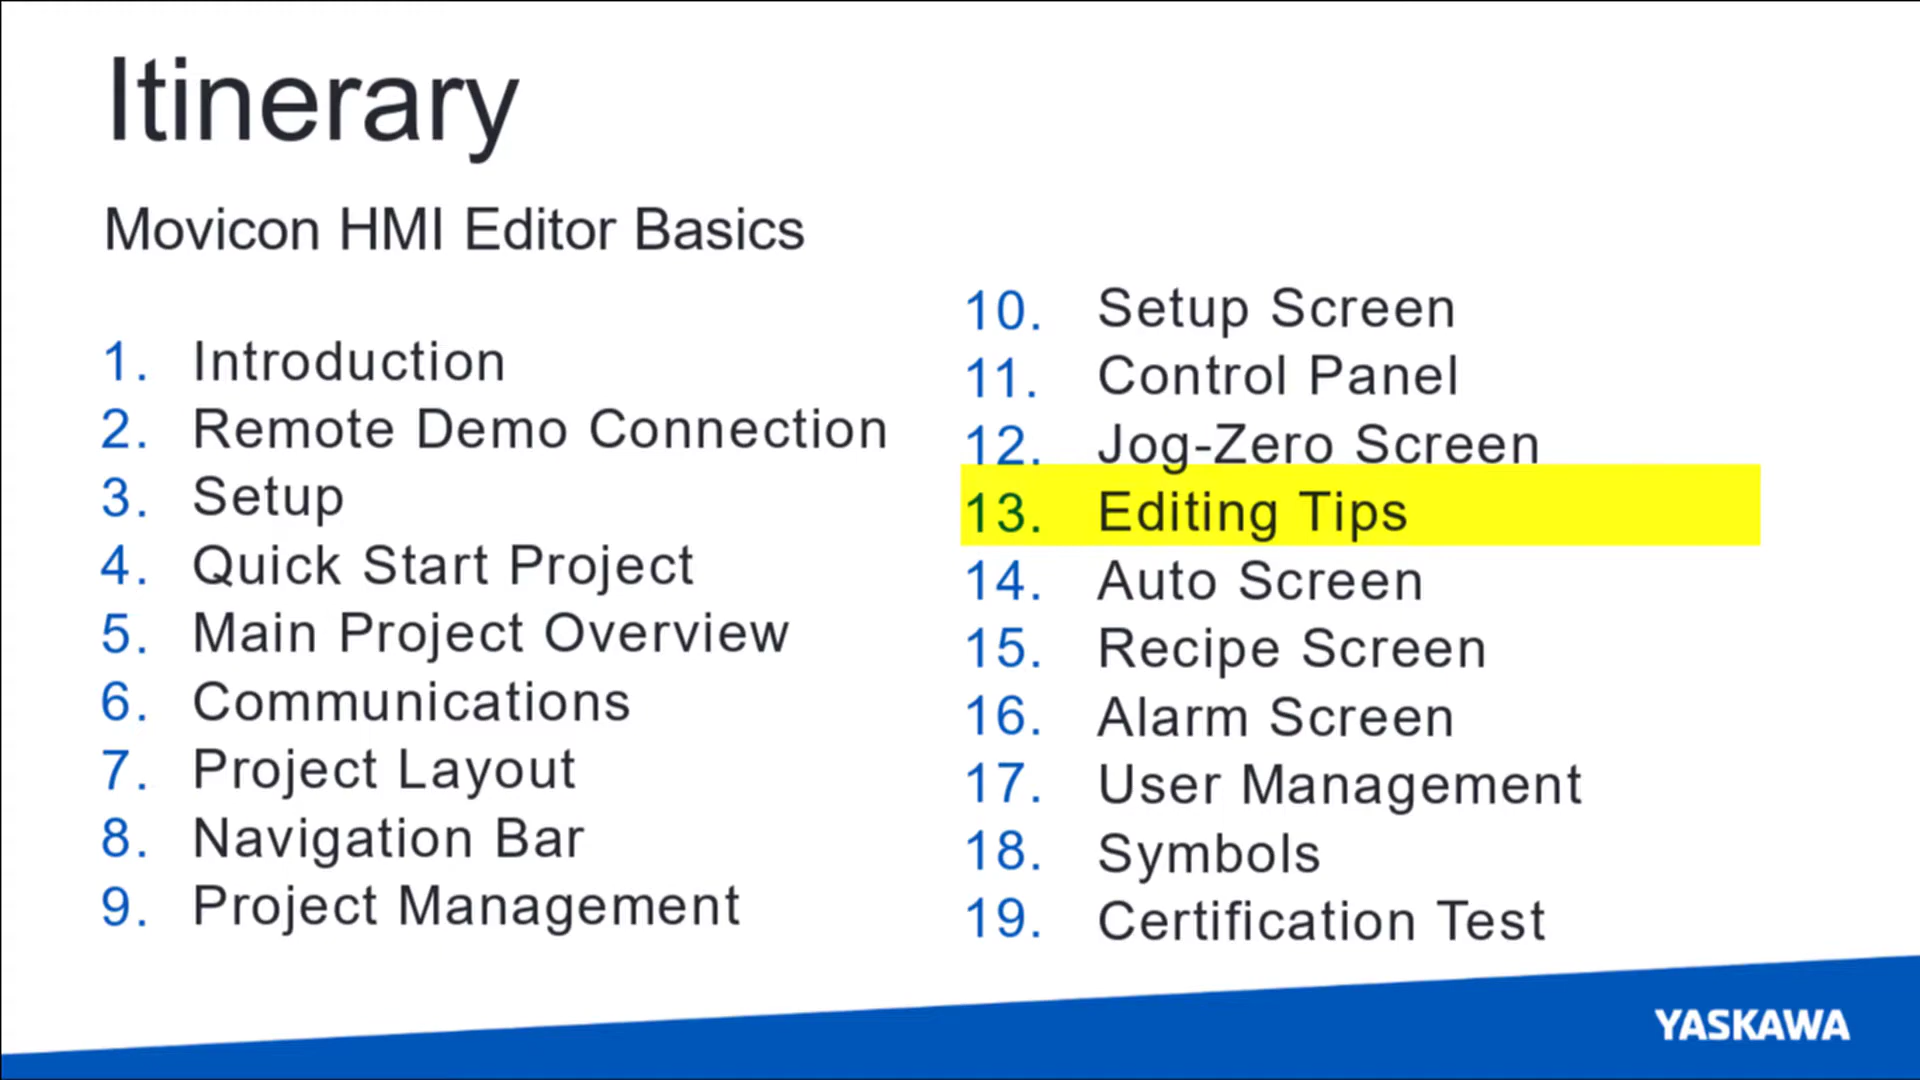 Itinerary
Movicon HMI Editor Basics
1. Introduction
2. Remote Demo Connection
3. Setup
4. Quick Start Project
5. Main Project Overview
6. Communications
7. Project Layout
8. Navigation Bar
9. Project Management
10. Setup Screen
11. Control Panel
12. Jog-Zero Screen
13. Editing Tips
14. Auto Screen
15. Recipe Screen
16. Alarm Screen
17. User Management
18. Symbols
19. Certification Test
YASKAWA